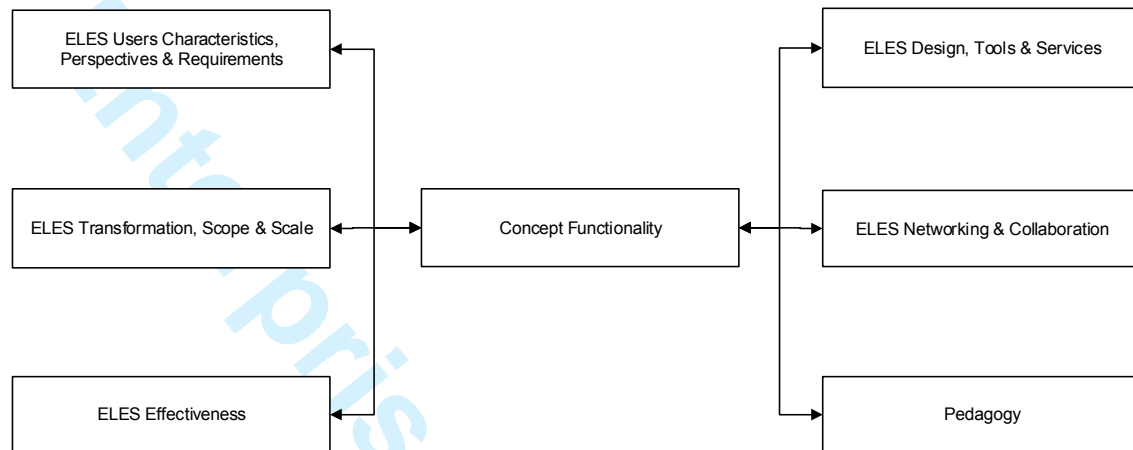 ELES Users Characteristics,
Perspectives & Requirements
ELES Design, Tools & Services
ELES Transformation, Scope & Scale
Concept Functionality
ELES Networking & Collaboration
ELES Effectiveness
Pedagogy